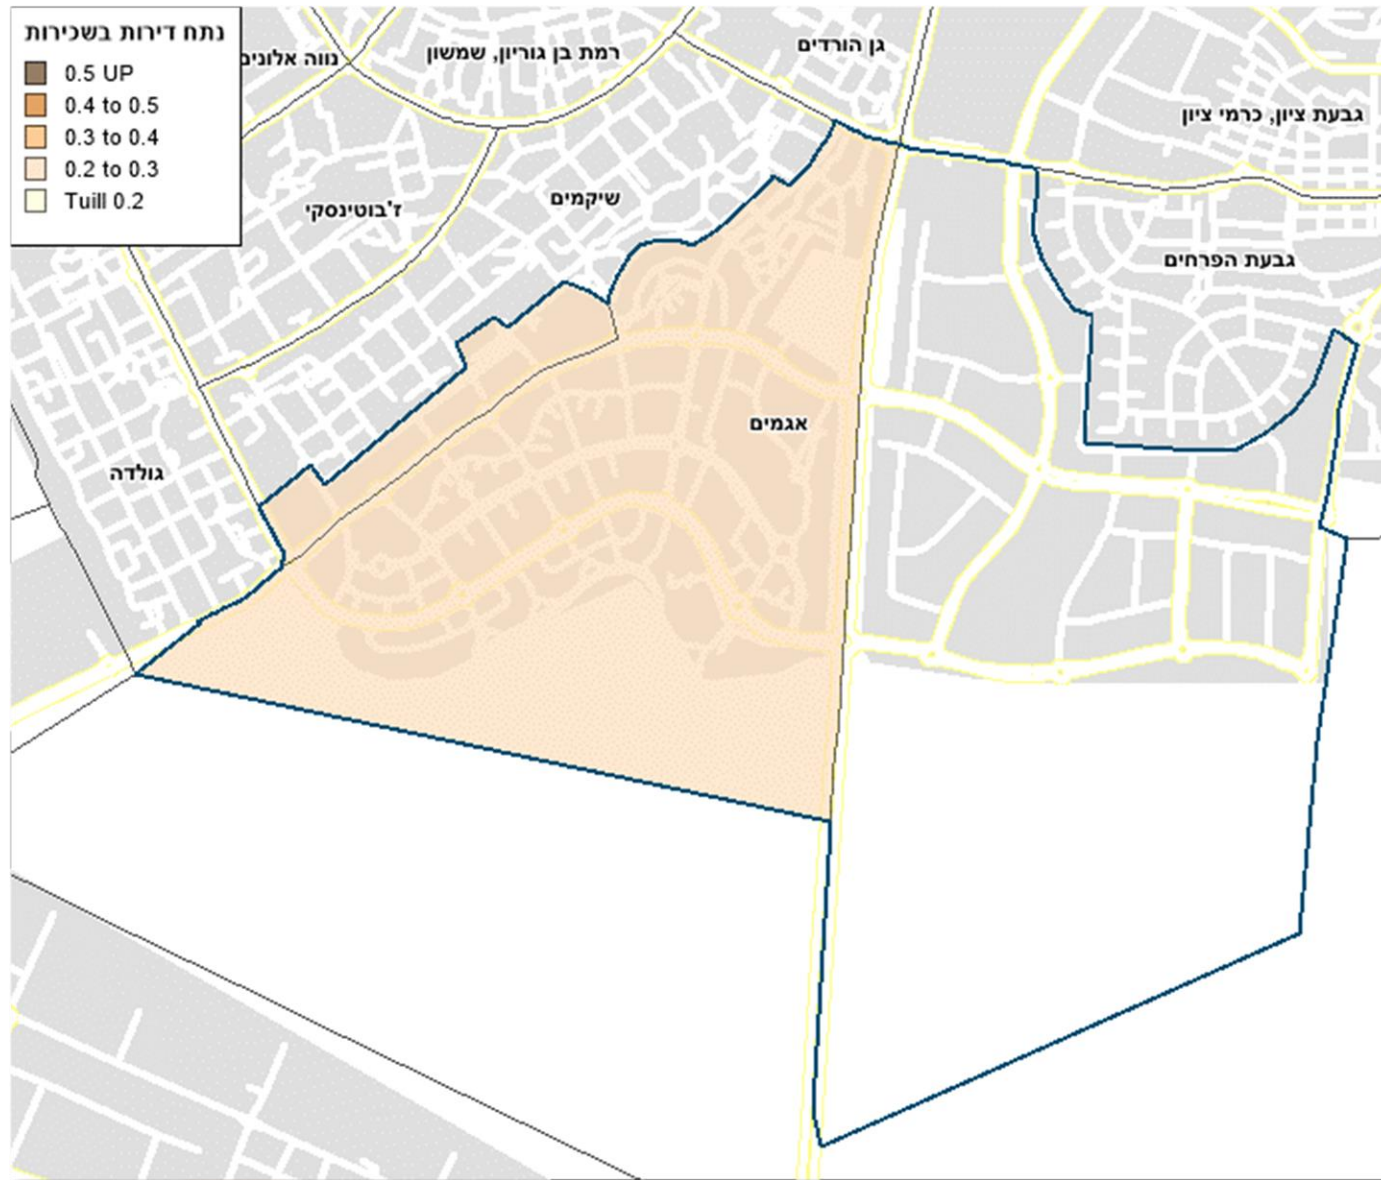 נתח דירות בשכירות
0.5 UP
0.4 to 0.5
0.3 to 0.4
0.2 to 0.3
Tuill 0.2
גן הורדים
רמת בן גוריון, שמשון
נווה אלונים
גבעת ציון, כרמי ציון
שיקמים
ז'בוטינסקי
גבעת הפרחים
אגמים
גולדה